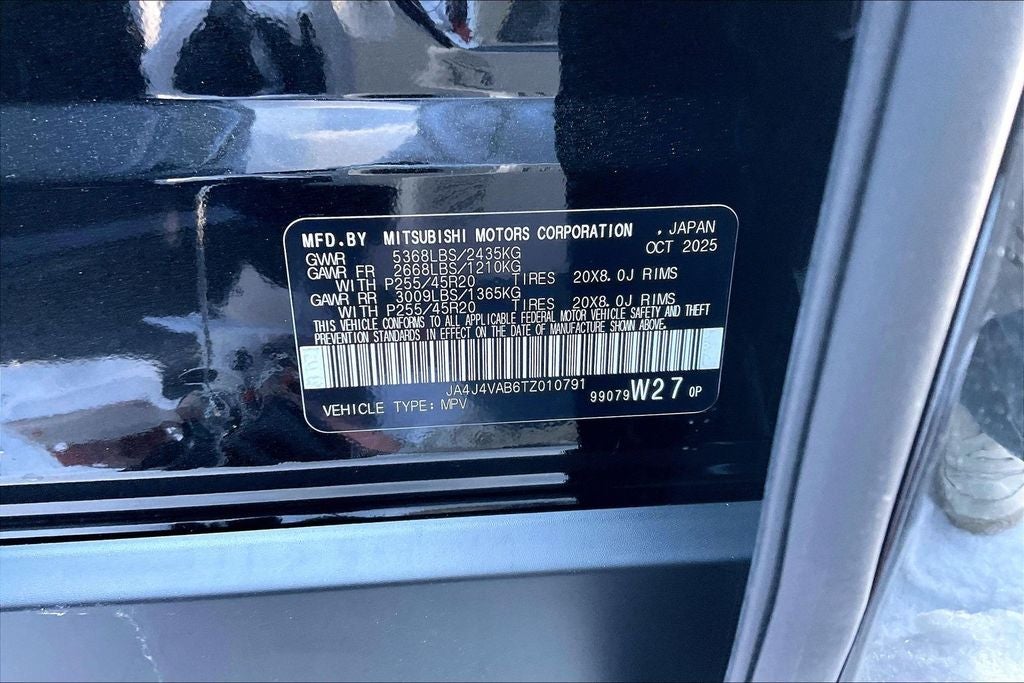 MFD.BY MITSUBISHI MOTORS CORPORATION , JAPAN
OCT 2025
GWWR 5368LBS/2435KG
GAWR FR 2668LBS/1210KG
WITH P255/45R20 TIRES 20X8.0J RIMS
GAWR RR 3009LBS/1365KG
WITH P255/45R20 TIRES 20X8.0J RIMS
THIS VEHICLE CONFORMS TO ALL APPLICABLE FEDERAL MOTOR VEHICLE SAFETY AND THEFT
PREVENTION STANDARDS IN EFFECT ON THE DATE OF MANUFACTURE SHOWN ABOVE.
JA4J4VAB6TZ010791
VEHICLE TYPE: MPV 99079 W27 0P